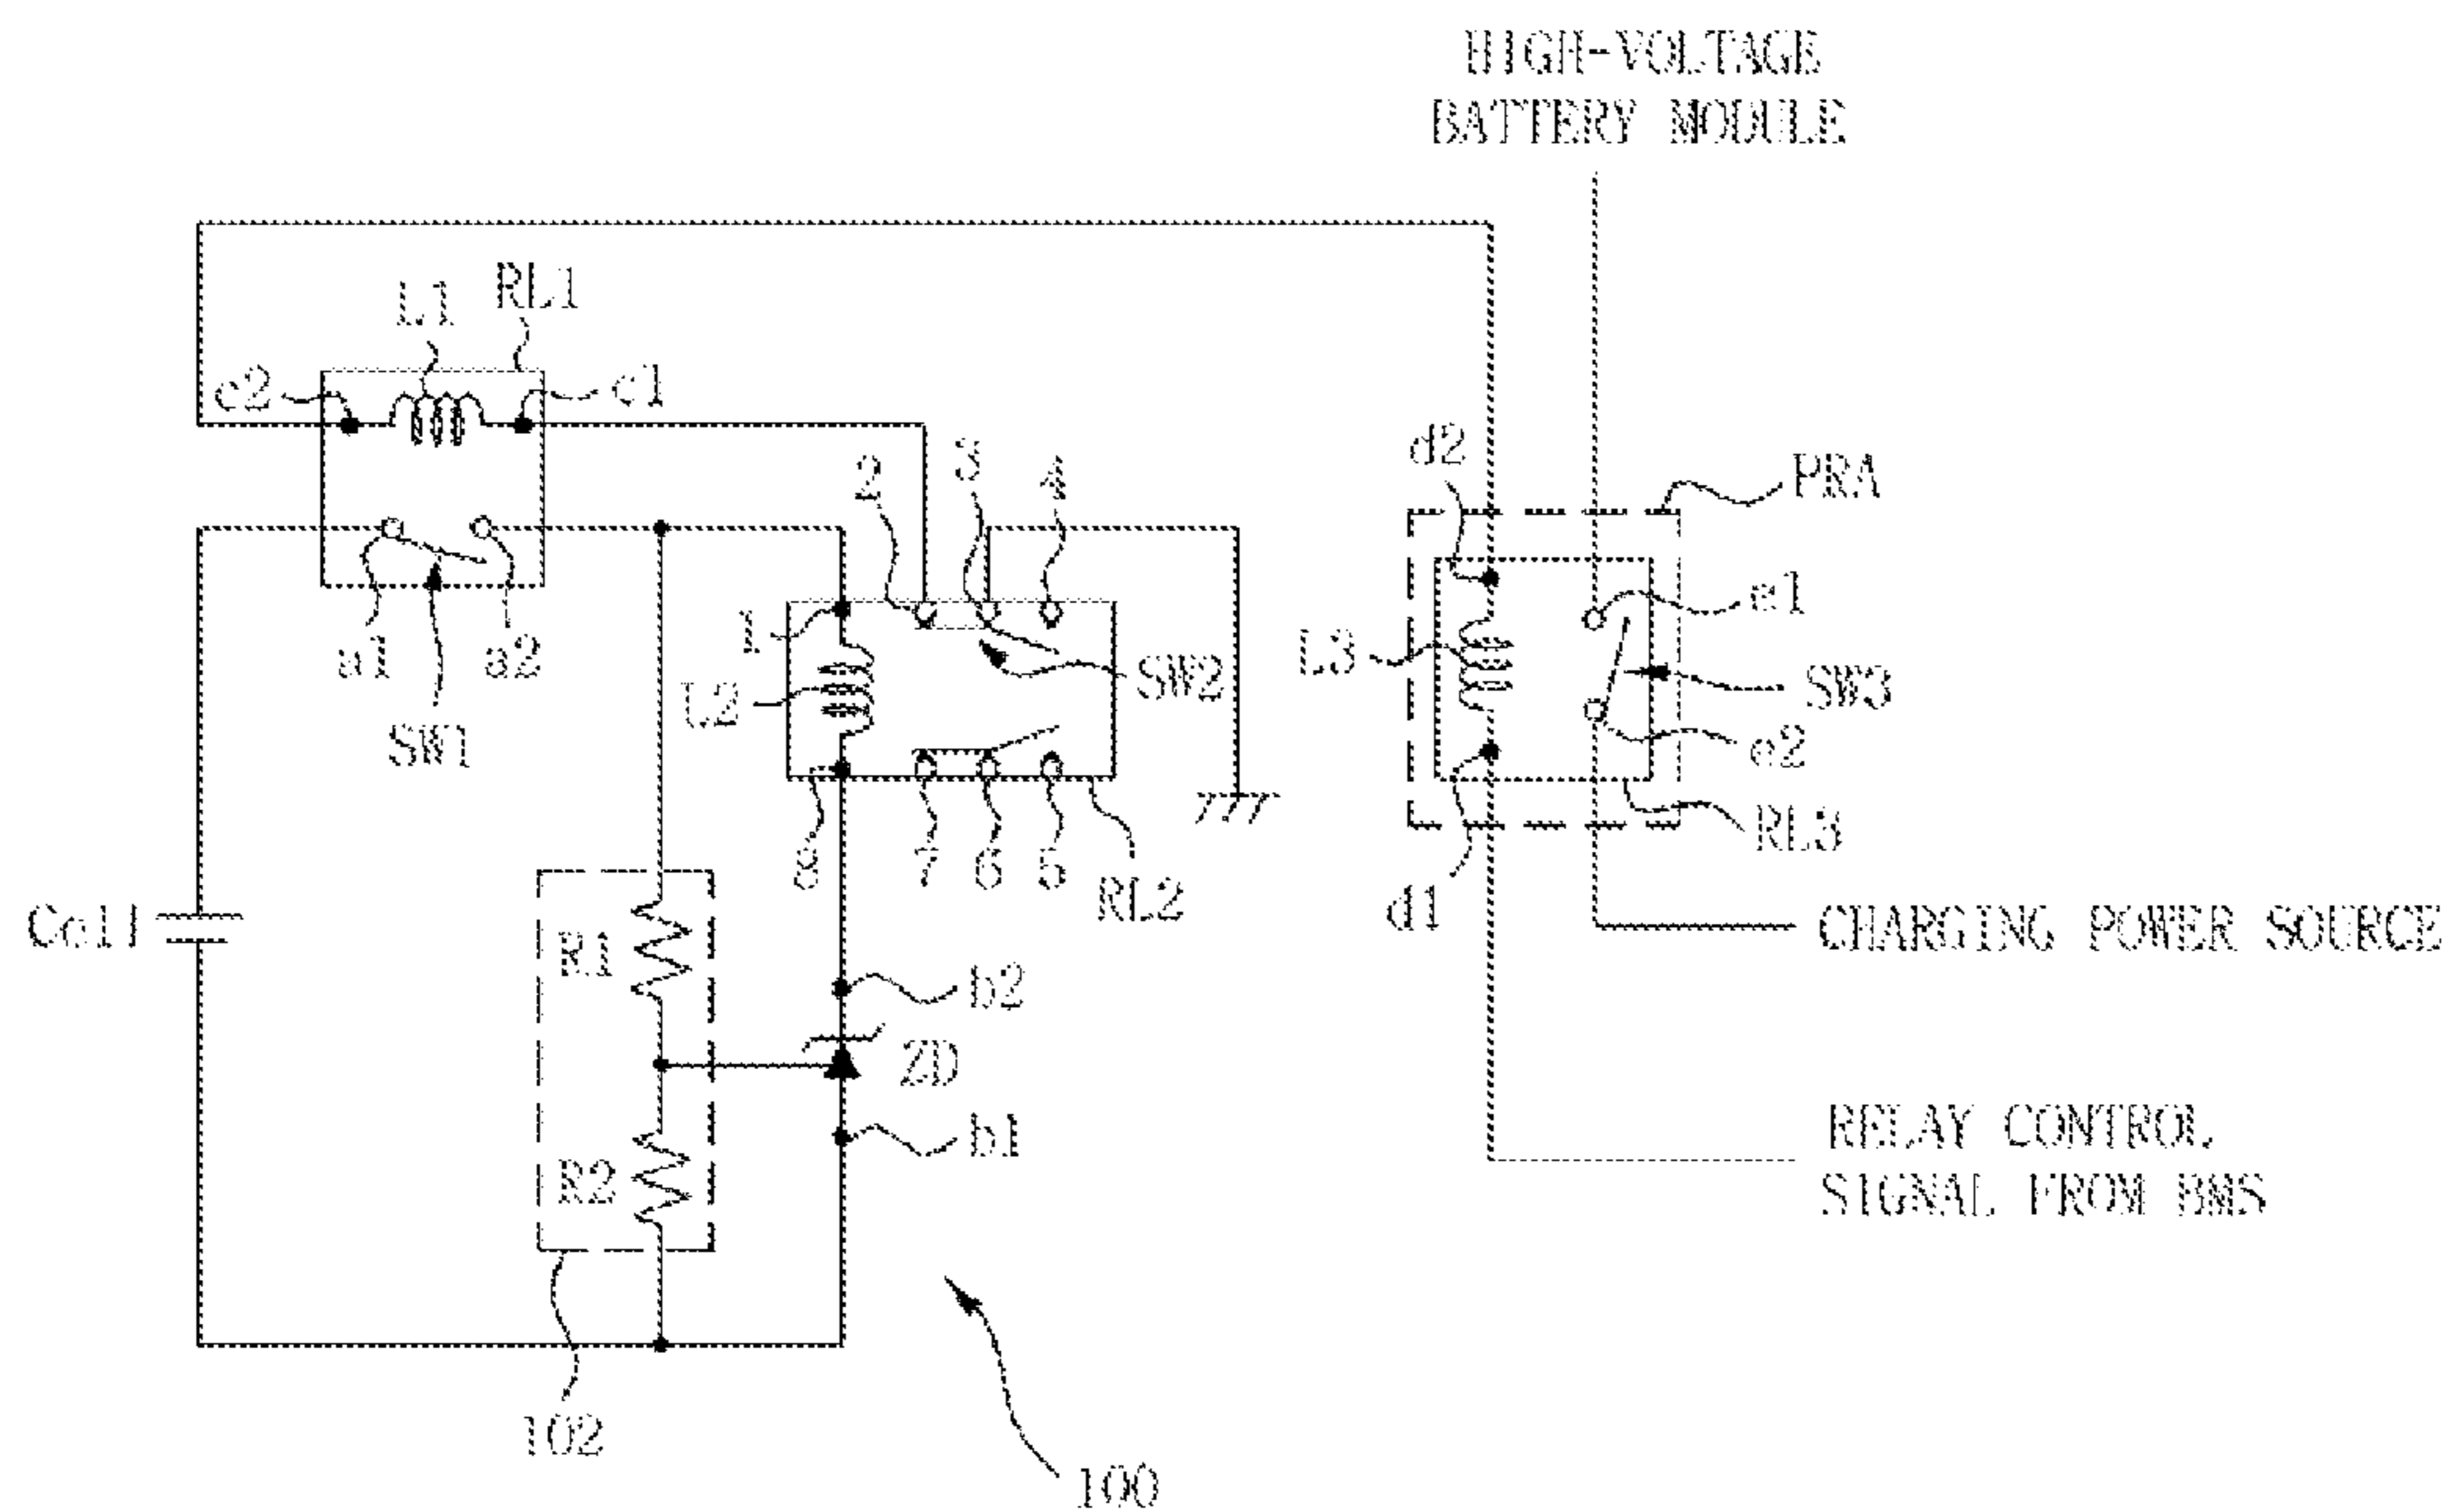 HIGH-VOLTAGE
BATTERY MODULE
L1
RL1
c2
c1
d2
PRA
2
3
4
a1
a2
1
SW2
L3
e1
SW1
L2
SW3
e2
8
7
6
5
RL2
d1
RL3
Cell
CHARGING POWER SOURCE
R1
b2
ZD
b1
R2
RELAY CONTROL
SIGNAL FROM BMS
102
100